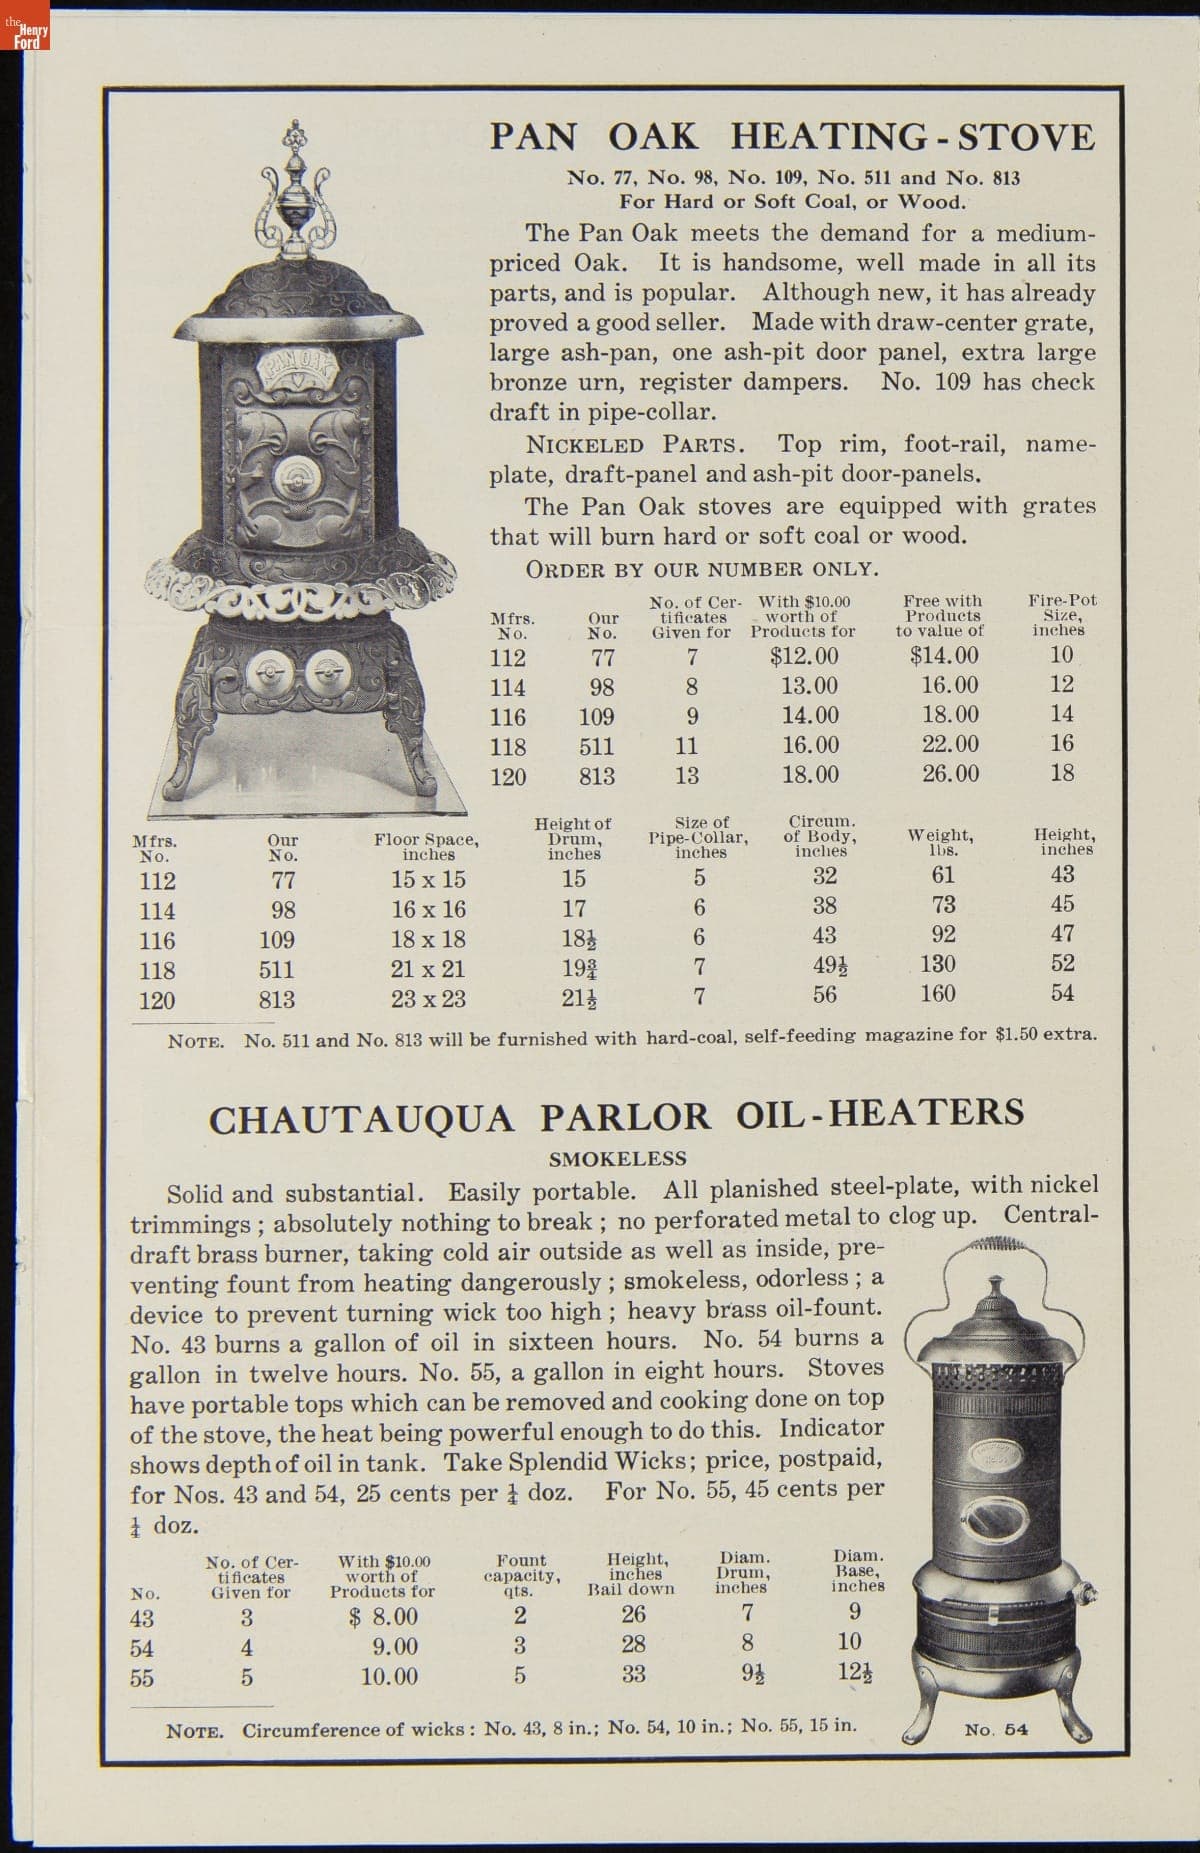 the
Henry
Ford
PAN OAK HEATING-STOVE
No. 77, No. 98, No. 109, No. 511 and No. 813
For Hard or Soft Coal, or Wood.
The Pan Oak meets the demand for a medium-
priced Oak. It is handsome, well made in all its
parts, and is popular. Although new, it has already
proved a good seller. Made with draw-center grate,
large ash-pan, one ash-pit door panel, extra large
bronze urn, register dampers. No. 109 has check
draft in pipe-collar.
NICKELED PARTS. Top rim, foot-rail, name-
plate, draft-panel and ash-pit door-panels.
The Pan Oak stoves are equipped with grates
that will burn hard or soft coal or wood.
ORDER BY OUR NUMBER ONLY.
PAN OAK
Mfrs. No. Our No. No. of Cer- tificates Given for With $10.00 worth of Products for Free with Products to value of Fire-Pot Size, inches
112 77 7 $12.00 $14.00 10
114 98 8 13.00 16.00 12
116 109 9 14.00 18.00 14
118 511 11 16.00 22.00 16
120 813 13 18.00 26.00 18
Mfrs. No. Our No. Floor Space, inches Height of Drum, inches Size of Pipe-Collar, inches Circum. of Body, inches Weight, lbs. Height, inches
112 77 15 x 15 15 5 32 61 43
114 98 16 x 16 17 6 38 73 45
116 109 18 x 18 18½ 6 43 92 47
118 511 21 x 21 19¾ 7 49½ 130 52
120 813 23 x 23 21½ 7 56 160 54
NOTE. No. 511 and No. 813 will be furnished with hard-coal, self-feeding magazine for $1.50 extra.
CHAUTAUQUA PARLOR OIL-HEATERS
SMOKELESS
Solid and substantial. Easily portable. All planished steel-plate, with nickel
trimmings; absolutely nothing to break; no perforated metal to clog up. Central-
draft brass burner, taking cold air outside as well as inside, pre-
venting fount from heating dangerously; smokeless, odorless; a
device to prevent turning wick too high; heavy brass oil-fount.
No. 43 burns a gallon of oil in sixteen hours. No. 54 burns a
gallon in twelve hours. No. 55, a gallon in eight hours. Stoves
have portable tops which can be removed and cooking done on top
of the stove, the heat being powerful enough to do this. Indicator
shows depth of oil in tank. Take Splendid Wicks; price, postpaid,
for Nos. 43 and 54, 25 cents per ¼ doz. For No. 55, 45 cents per
¼ doz.
No. No. of Cer- tificates Given for With $10.00 worth of Products for Fount capacity, qts. Height, inches Bail down Diam. Drum, inches Diam. Base, inches
43 3 $ 8.00 2 26 7 9
54 4 9.00 3 28 8 10
55 5 10.00 5 33 9½ 12½
NOTE. Circumference of wicks: No. 43, 8 in.; No. 54, 10 in.; No. 55, 15 in.
No. 54